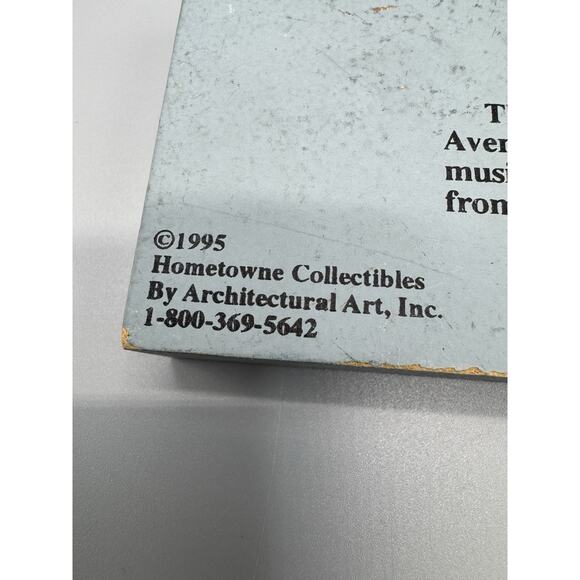 Aven
musi
from
©1995
Hometowne Collectibles
By Architectural Art, Inc.
1-800-369-5642